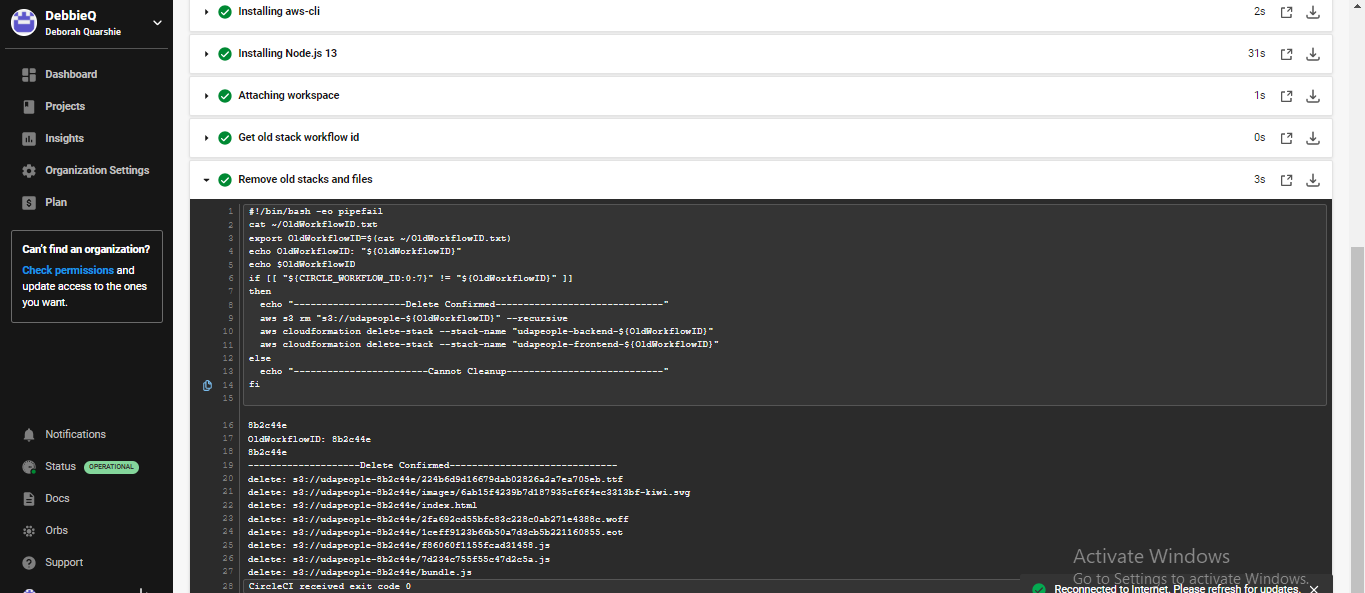 DebbieQ
Deborah Quarshie
Dashboard
Projects
Insights
Organization Settings
Plan
Can't find an organization?
Check permissions and
update access to the ones
you want.
Notifications
Status OPERATIONAL
Docs
Orbs
Support
Installing aws-cli 2s
Installing Node.js 13 31s
Attaching workspace 1s
Get old stack workflow id 0s
Remove old stacks and files 3s
1 #!/bin/bash -eo pipefail
2 cat ~/OldWorkflowID.txt
3 export OldWorkflowID=$(cat ~/OldWorkflowID.txt)
4 echo OldWorkflowID: "${OldWorkflowID}"
5 echo $OldWorkflowID
6 if [[ "${CIRCLE_WORKFLOW_ID:0:7}" != "${OldWorkflowID}" ]]
7 then
8 echo "--------------------Delete Confirmed------------------------------"
9 aws s3 rm "s3://udapeople-${OldWorkflowID}" --recursive
10 aws cloudformation delete-stack --stack-name "udapeople-backend-${OldWorkflowID}"
11 aws cloudformation delete-stack --stack-name "udapeople-frontend-${OldWorkflowID}"
12 else
13 echo "------------------------Cannot Cleanup----------------------------"
14 fi
15
16 8b2c44e
17 OldWorkflowID: 8b2c44e
18 8b2c44e
19 --------------------Delete Confirmed------------------------------
20 delete: s3://udapeople-8b2c44e/224b6d9d16679dab02826a2a7ea705eb.ttf
21 delete: s3://udapeople-8b2c44e/images/6ab15f4239b7d187935cf6f4ec3313bf-kiwi.svg
22 delete: s3://udapeople-8b2c44e/index.html
23 delete: s3://udapeople-8b2c44e/2fa692cd55bfc83c228c0ab271e4388c.woff
24 delete: s3://udapeople-8b2c44e/1ceff9123b66b50a7d3cb5b221160855.eot
25 delete: s3://udapeople-8b2c44e/f86060f1155fcad31458.js
26 delete: s3://udapeople-8b2c44e/7d234c755f55c47d2c5a.js
27 delete: s3://udapeople-8b2c44e/bundle.js
28 CircleCI received exit code 0
Activate Windows
Go to Settings to activate Windows.
Reconnected to Internet. Please refresh for updates.